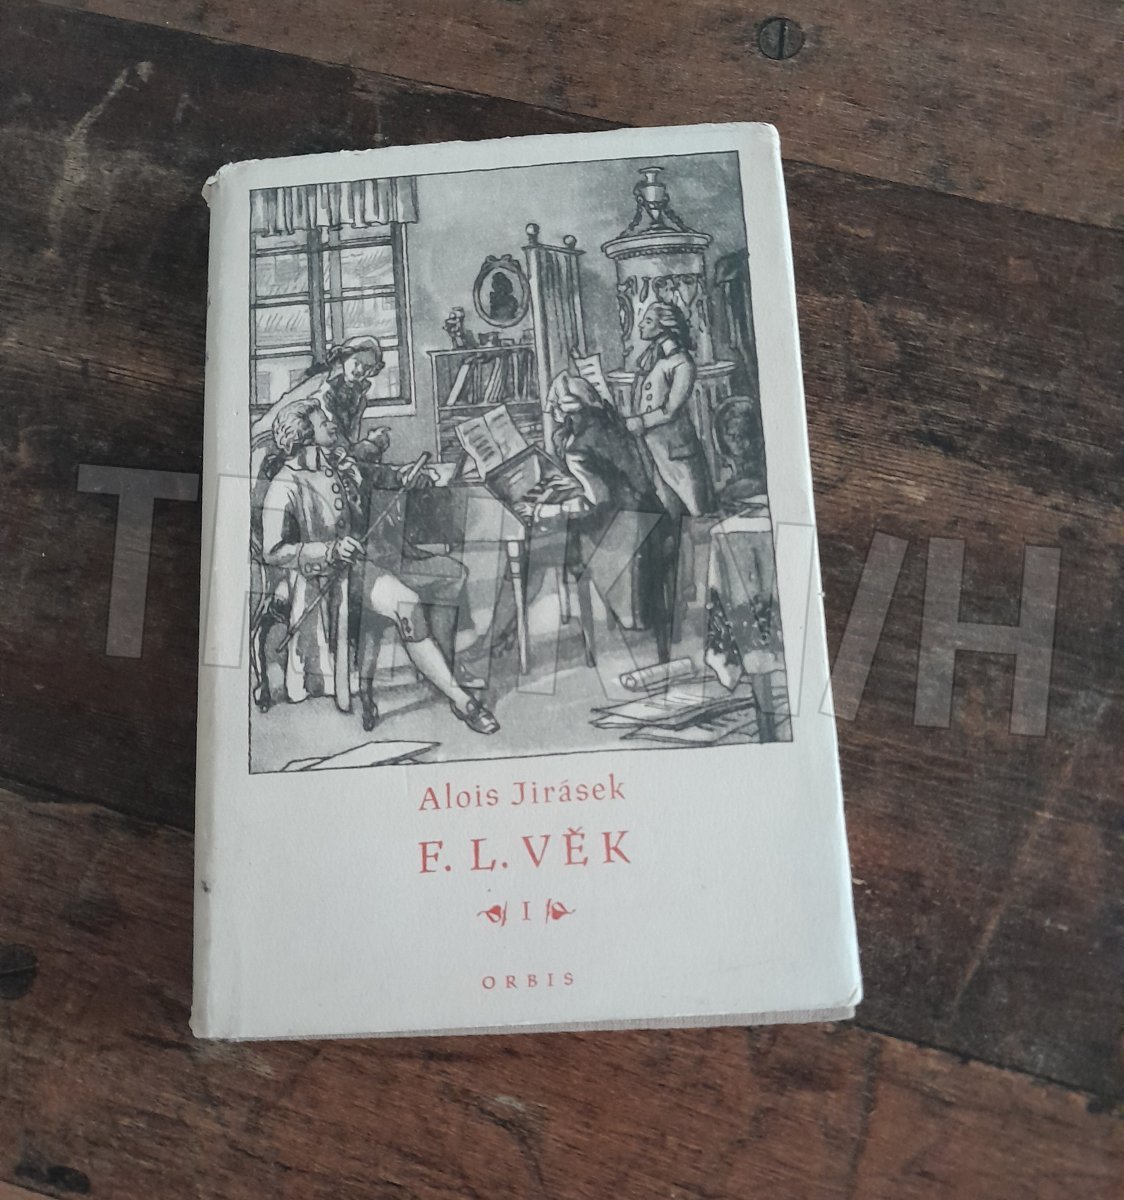 Alois Jirásek
F. L. VĚK
I
ORBIS